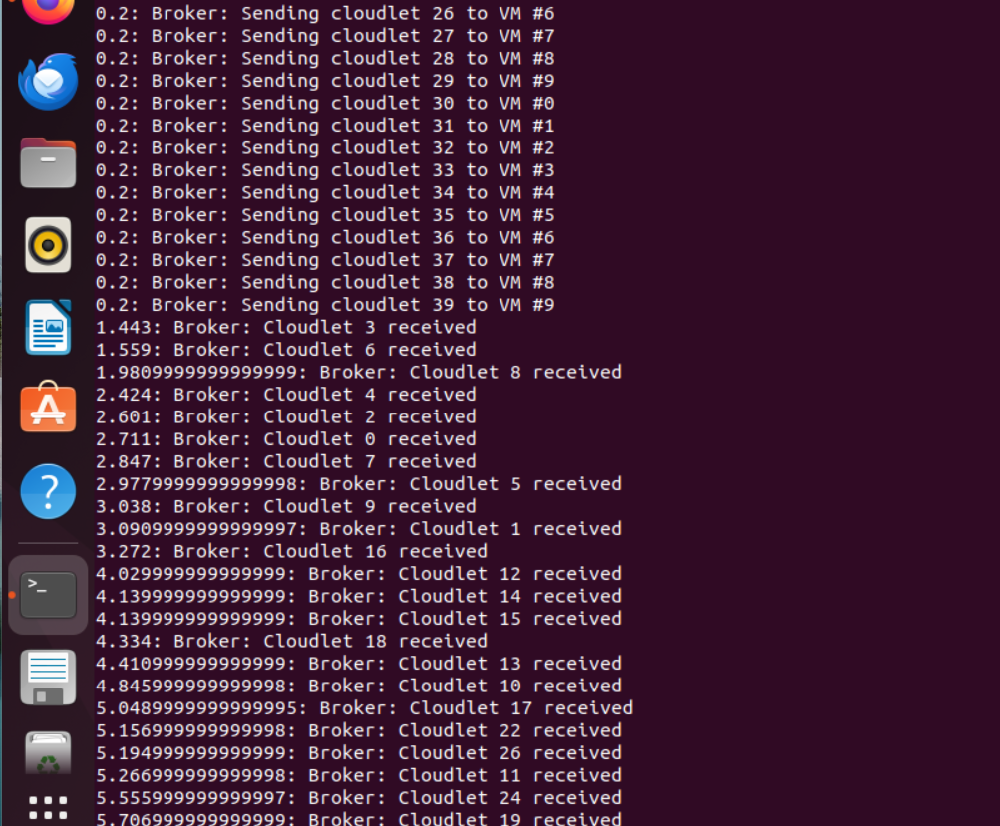 0.2: Broker: Sending cloudlet 26 to VM #6
0.2: Broker: Sending cloudlet 27 to VM #7
0.2: Broker: Sending cloudlet 28 to VM #8
0.2: Broker: Sending cloudlet 29 to VM #9
0.2: Broker: Sending cloudlet 30 to VM #0
0.2: Broker: Sending cloudlet 31 to VM #1
0.2: Broker: Sending cloudlet 32 to VM #2
0.2: Broker: Sending cloudlet 33 to VM #3
0.2: Broker: Sending cloudlet 34 to VM #4
0.2: Broker: Sending cloudlet 35 to VM #5
0.2: Broker: Sending cloudlet 36 to VM #6
0.2: Broker: Sending cloudlet 37 to VM #7
0.2: Broker: Sending cloudlet 38 to VM #8
0.2: Broker: Sending cloudlet 39 to VM #9
1.443: Broker: Cloudlet 3 received
1.559: Broker: Cloudlet 6 received
1.9809999999999999: Broker: Cloudlet 8 received
2.424: Broker: Cloudlet 4 received
2.601: Broker: Cloudlet 2 received
2.711: Broker: Cloudlet 0 received
2.847: Broker: Cloudlet 7 received
2.9779999999999998: Broker: Cloudlet 5 received
3.038: Broker: Cloudlet 9 received
3.0909999999999997: Broker: Cloudlet 1 received
3.272: Broker: Cloudlet 16 received
4.029999999999999: Broker: Cloudlet 12 received
4.139999999999999: Broker: Cloudlet 14 received
4.139999999999999: Broker: Cloudlet 15 received
4.334: Broker: Cloudlet 18 received
4.410999999999999: Broker: Cloudlet 13 received
4.845999999999998: Broker: Cloudlet 10 received
5.0489999999999995: Broker: Cloudlet 17 received
5.156999999999998: Broker: Cloudlet 22 received
5.194999999999999: Broker: Cloudlet 26 received
5.266999999999998: Broker: Cloudlet 11 received
5.555999999999997: Broker: Cloudlet 24 received
5.706999999999999: Broker: Cloudlet 19 received